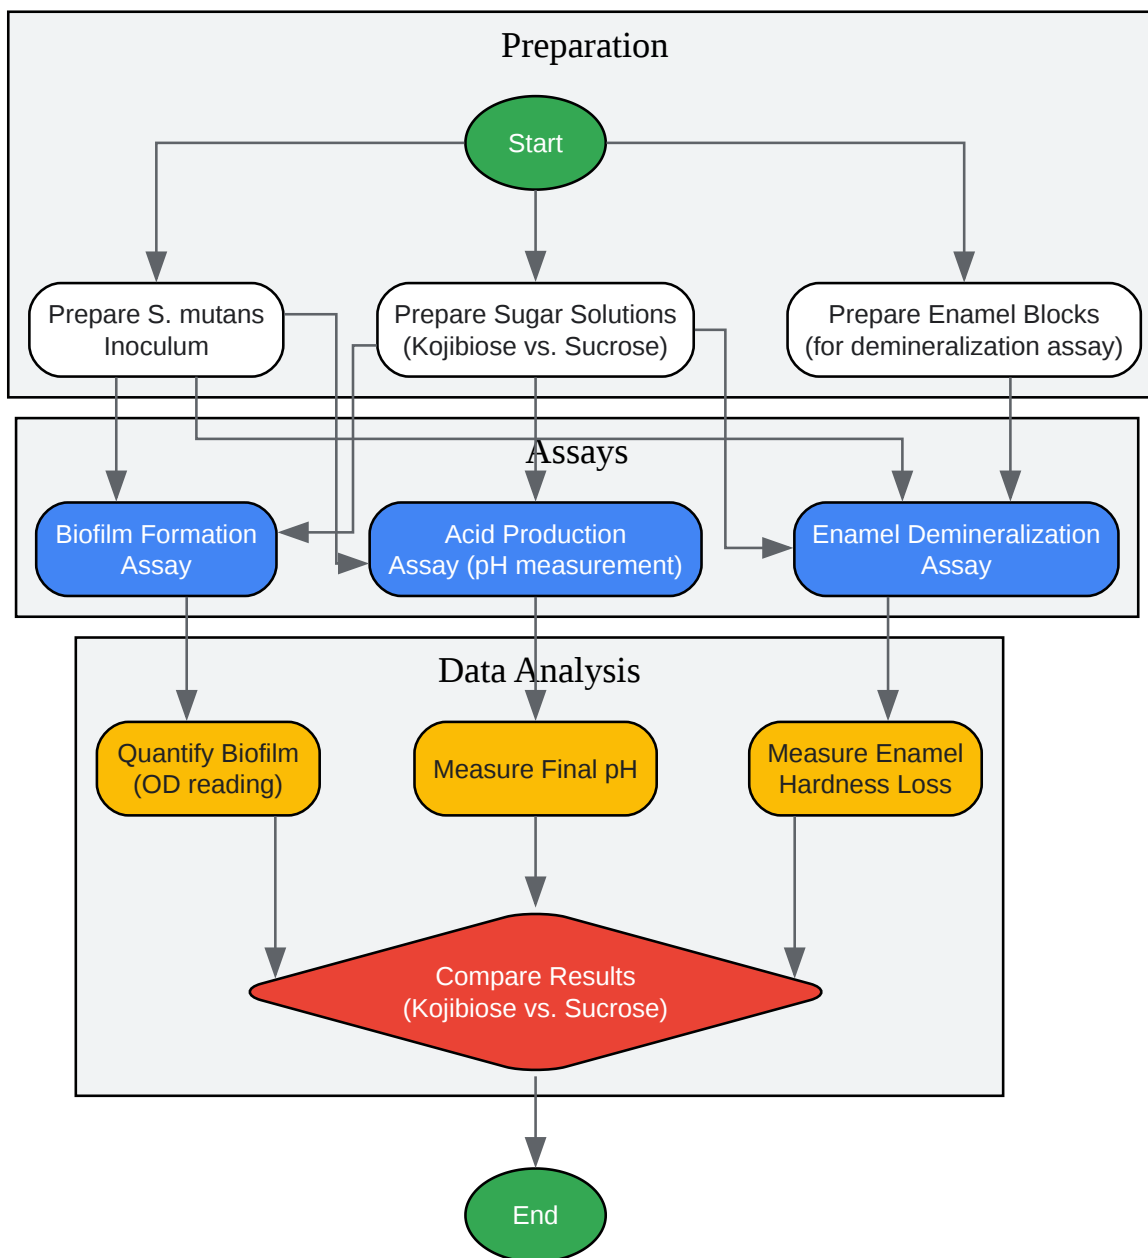 Preparation
Start
Prepare S. mutans
Inoculum
Prepare Sugar Solutions
(Kojibiose vs. Sucrose)
Prepare Enamel Blocks
(for demineralization assay)
Assays
Biofilm Formation
Assay
Acid Production
Assay (pH measurement)
Enamel Demineralization
Assay
Data Analysis
Quantify Biofilm
(OD reading)
Measure Final pH
Measure Enamel
Hardness Loss
Compare Results
(Kojibiose vs. Sucrose)
End